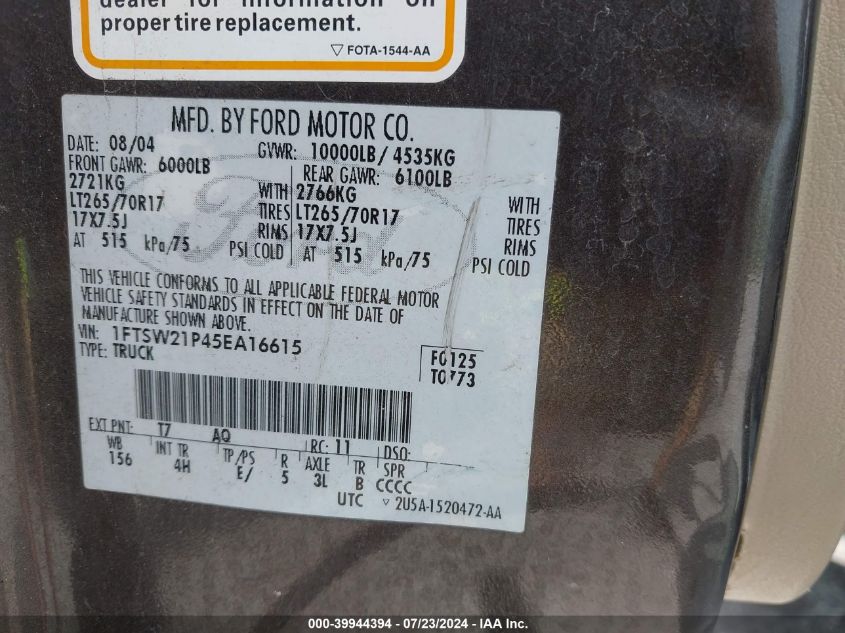 dealer for information on
proper tire replacement.
▽ FOTA-1544-AA
MFD. BY FORD MOTOR CO.
DATE: 08/04 GVWR: 10000LB/ 4535KG
FRONT GAWR: 6000LB REAR GAWR: 6100LB
2721KG WITH 2766KG WITH
LT265/70R17 TIRES LT265/70R17 TIRES
17X7.5J RIMS 17X7.5J RIMS
AT 515 kPa/75 PSI COLD AT 515 kPa/75 PSI COLD
Ford
THIS VEHICLE CONFORMS TO ALL APPLICABLE FEDERAL MOTOR
VEHICLE SAFETY STANDARDS IN EFFECT ON THE DATE OF
MANUFACTURE SHOWN ABOVE.
VIN: 1FTSW21P45EA16615
TYPE: TRUCK
F0125
EXT PNT: T7 AQ RC: 11 DSO:
WB INT TR TP/PS R AXLE TR SPR
156 4H E/ 5 3L B CCCC
UTC ▽ 2U5A-1520472-AA
000-39944394 - 07/23/2024 - IAA Inc.